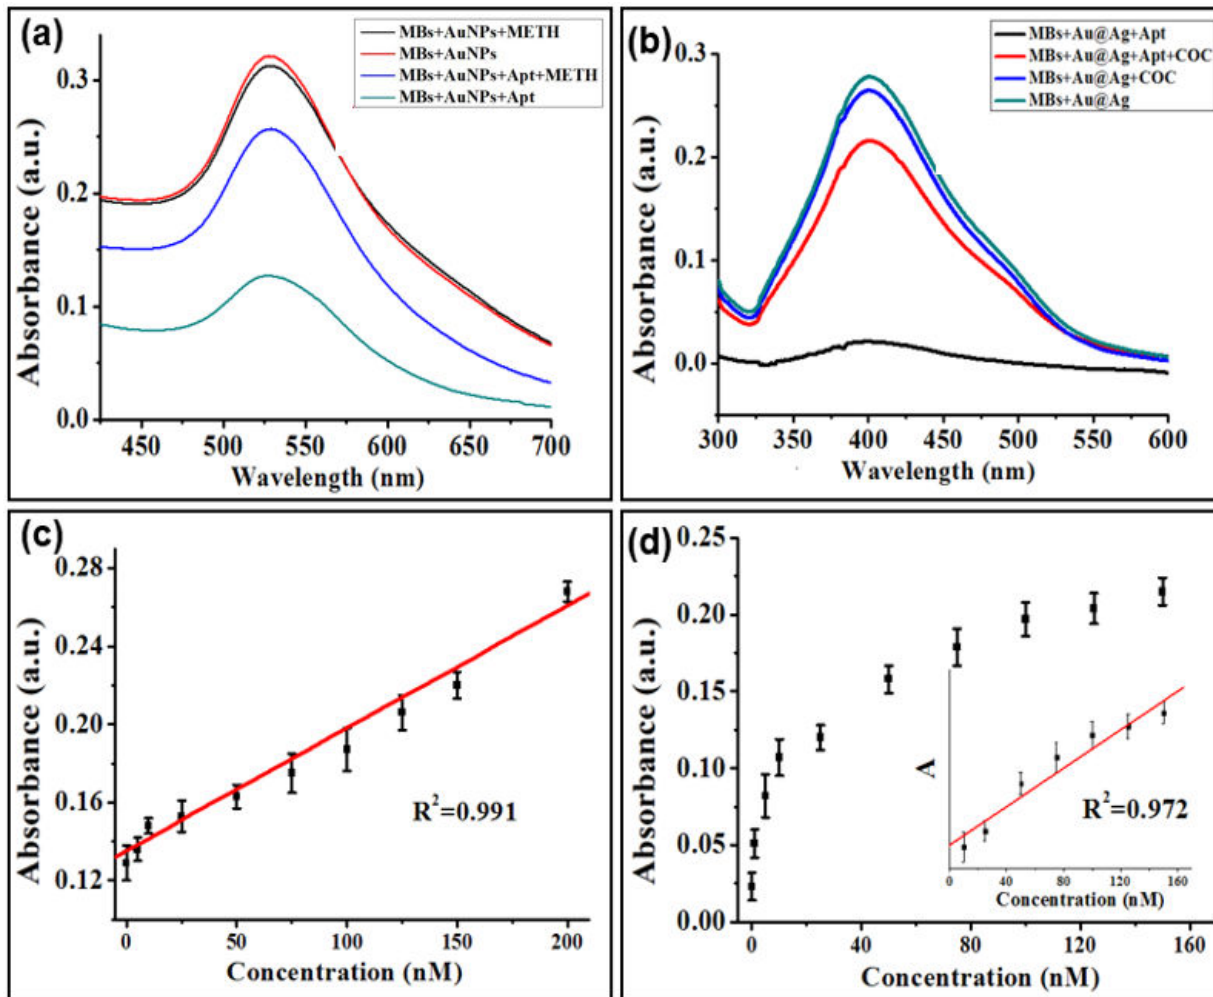 (a)
MBs+AuNPs+METH
MBs+AuNPs
MBs+AuNPs+Apt+METH
MBs+AuNPs+Apt
Absorbance (a.u.)
0.3
0.2
0.1
0.0
450 500 550 600 650 700
Wavelength (nm)
(b)
MBs+Au@Ag+Apt
MBs+Au@Ag+Apt+COC
MBs+Au@Ag+COC
MBs+Au@Ag
Absorbance (a.u.)
0.3
0.2
0.1
0.0
300 350 400 450 500 550 600
Wavelength (nm)
(c)
Absorbance (a.u.)
0.28
0.24
0.20
0.16
0.12
R²=0.991
0 50 100 150 200
Concentration (nM)
(d)
Absorbance (a.u.)
0.25
0.20
0.15
0.10
0.05
0.00
A
R²=0.972
0 40 80 120 160
Concentration (nM)
0 40 80 120 160
Concentration (nM)